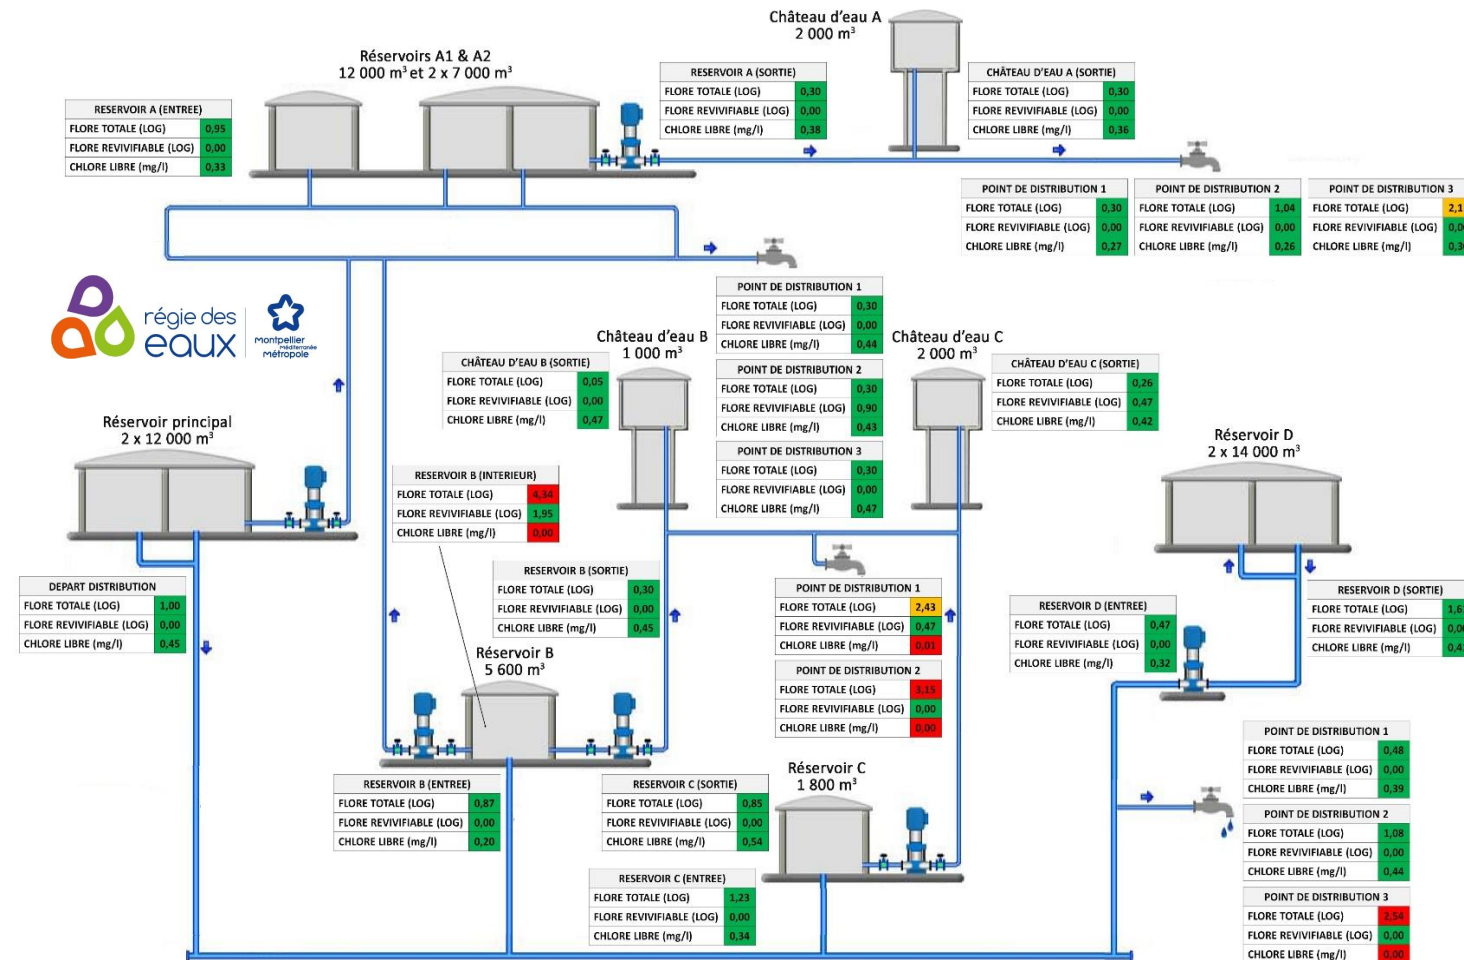 Château d'eau A
2 000 m³
Réservoirs A1 & A2
12 000 m³ et 2 x 7 000 m³
RESERVOIR A (ENTREE)
FLORE TOTALE (LOG) 0,95
FLORE REVIVIFIABLE (LOG) 0,00
CHLORE LIBRE (mg/l) 0,33
RESERVOIR A (SORTIE)
FLORE TOTALE (LOG) 0,30
FLORE REVIVIFIABLE (LOG) 0,00
CHLORE LIBRE (mg/l) 0,38
CHÂTEAU D'EAU A (SORTIE)
FLORE TOTALE (LOG) 0,30
FLORE REVIVIFIABLE (LOG) 0,00
CHLORE LIBRE (mg/l) 0,36
POINT DE DISTRIBUTION 1
FLORE TOTALE (LOG) 0,30
FLORE REVIVIFIABLE (LOG) 0,00
CHLORE LIBRE (mg/l) 0,27
POINT DE DISTRIBUTION 2
FLORE TOTALE (LOG) 1,04
FLORE REVIVIFIABLE (LOG) 0,00
CHLORE LIBRE (mg/l) 0,26
POINT DE DISTRIBUTION 3
FLORE TOTALE (LOG) 2,1
FLORE REVIVIFIABLE (LOG) 0,0
CHLORE LIBRE (mg/l) 0,3
régie des
eaux
Montpellier
Méditerranée
Métropole
POINT DE DISTRIBUTION 1
FLORE TOTALE (LOG) 0,30
FLORE REVIVIFIABLE (LOG) 0,00
CHLORE LIBRE (mg/l) 0,44
POINT DE DISTRIBUTION 2
FLORE TOTALE (LOG) 0,30
FLORE REVIVIFIABLE (LOG) 0,90
CHLORE LIBRE (mg/l) 0,43
POINT DE DISTRIBUTION 3
FLORE TOTALE (LOG) 0,30
FLORE REVIVIFIABLE (LOG) 0,00
CHLORE LIBRE (mg/l) 0,47
Château d'eau B
1 000 m³
CHÂTEAU D'EAU B (SORTIE)
FLORE TOTALE (LOG) 0,05
FLORE REVIVIFIABLE (LOG) 0,00
CHLORE LIBRE (mg/l) 0,47
Château d'eau C
2 000 m³
CHÂTEAU D'EAU C (SORTIE)
FLORE TOTALE (LOG) 0,26
FLORE REVIVIFIABLE (LOG) 0,47
CHLORE LIBRE (mg/l) 0,42
Réservoir principal
2 x 12 000 m³
Réservoir D
2 x 14 000 m³
RESERVOIR B (INTERIEUR)
FLORE TOTALE (LOG) 4,34
FLORE REVIVIFIABLE (LOG) 1,95
CHLORE LIBRE (mg/l) 0,00
RESERVOIR B (SORTIE)
FLORE TOTALE (LOG) 0,30
FLORE REVIVIFIABLE (LOG) 0,00
CHLORE LIBRE (mg/l) 0,45
DEPART DISTRIBUTION
FLORE TOTALE (LOG) 1,00
FLORE REVIVIFIABLE (LOG) 0,00
CHLORE LIBRE (mg/l) 0,45
POINT DE DISTRIBUTION 1
FLORE TOTALE (LOG) 2,43
FLORE REVIVIFIABLE (LOG) 0,47
CHLORE LIBRE (mg/l) 0,01
POINT DE DISTRIBUTION 2
FLORE TOTALE (LOG) 3,15
FLORE REVIVIFIABLE (LOG) 0,00
CHLORE LIBRE (mg/l) 0,00
RESERVOIR D (ENTREE)
FLORE TOTALE (LOG) 0,47
FLORE REVIVIFIABLE (LOG) 0,00
CHLORE LIBRE (mg/l) 0,32
RESERVOIR D (SORTIE)
FLORE TOTALE (LOG) 1,6
FLORE REVIVIFIABLE (LOG) 0,0
CHLORE LIBRE (mg/l) 0,4
Réservoir B
5 600 m³
RESERVOIR B (ENTREE)
FLORE TOTALE (LOG) 0,87
FLORE REVIVIFIABLE (LOG) 0,00
CHLORE LIBRE (mg/l) 0,20
RESERVOIR C (SORTIE)
FLORE TOTALE (LOG) 0,85
FLORE REVIVIFIABLE (LOG) 0,00
CHLORE LIBRE (mg/l) 0,54
Réservoir C
1 800 m³
RESERVOIR C (ENTREE)
FLORE TOTALE (LOG) 1,23
FLORE REVIVIFIABLE (LOG) 0,00
CHLORE LIBRE (mg/l) 0,34
POINT DE DISTRIBUTION 1
FLORE TOTALE (LOG) 0,48
FLORE REVIVIFIABLE (LOG) 0,00
CHLORE LIBRE (mg/l) 0,39
POINT DE DISTRIBUTION 2
FLORE TOTALE (LOG) 1,08
FLORE REVIVIFIABLE (LOG) 0,00
CHLORE LIBRE (mg/l) 0,44
POINT DE DISTRIBUTION 3
FLORE TOTALE (LOG) 2,54
FLORE REVIVIFIABLE (LOG) 0,00
CHLORE LIBRE (mg/l) 0,00